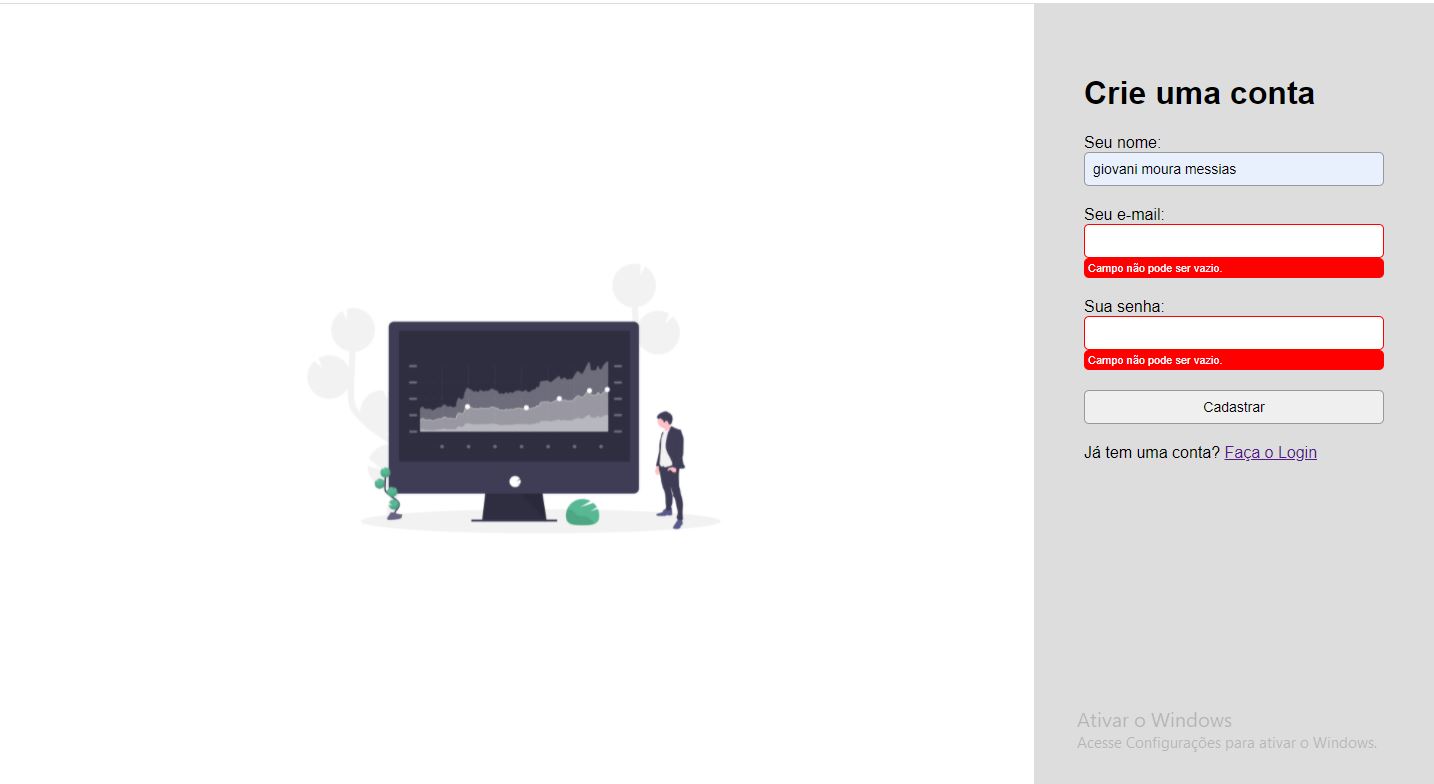 Crie uma conta
Seu nome:
giovani moura messias
Seu e-mail:
Campo não pode ser vazio.
Sua senha:
Campo não pode ser vazio.
Cadastrar
Já tem uma conta? Faça o Login
Ativar o Windows
Acesse Configurações para ativar o Windows.